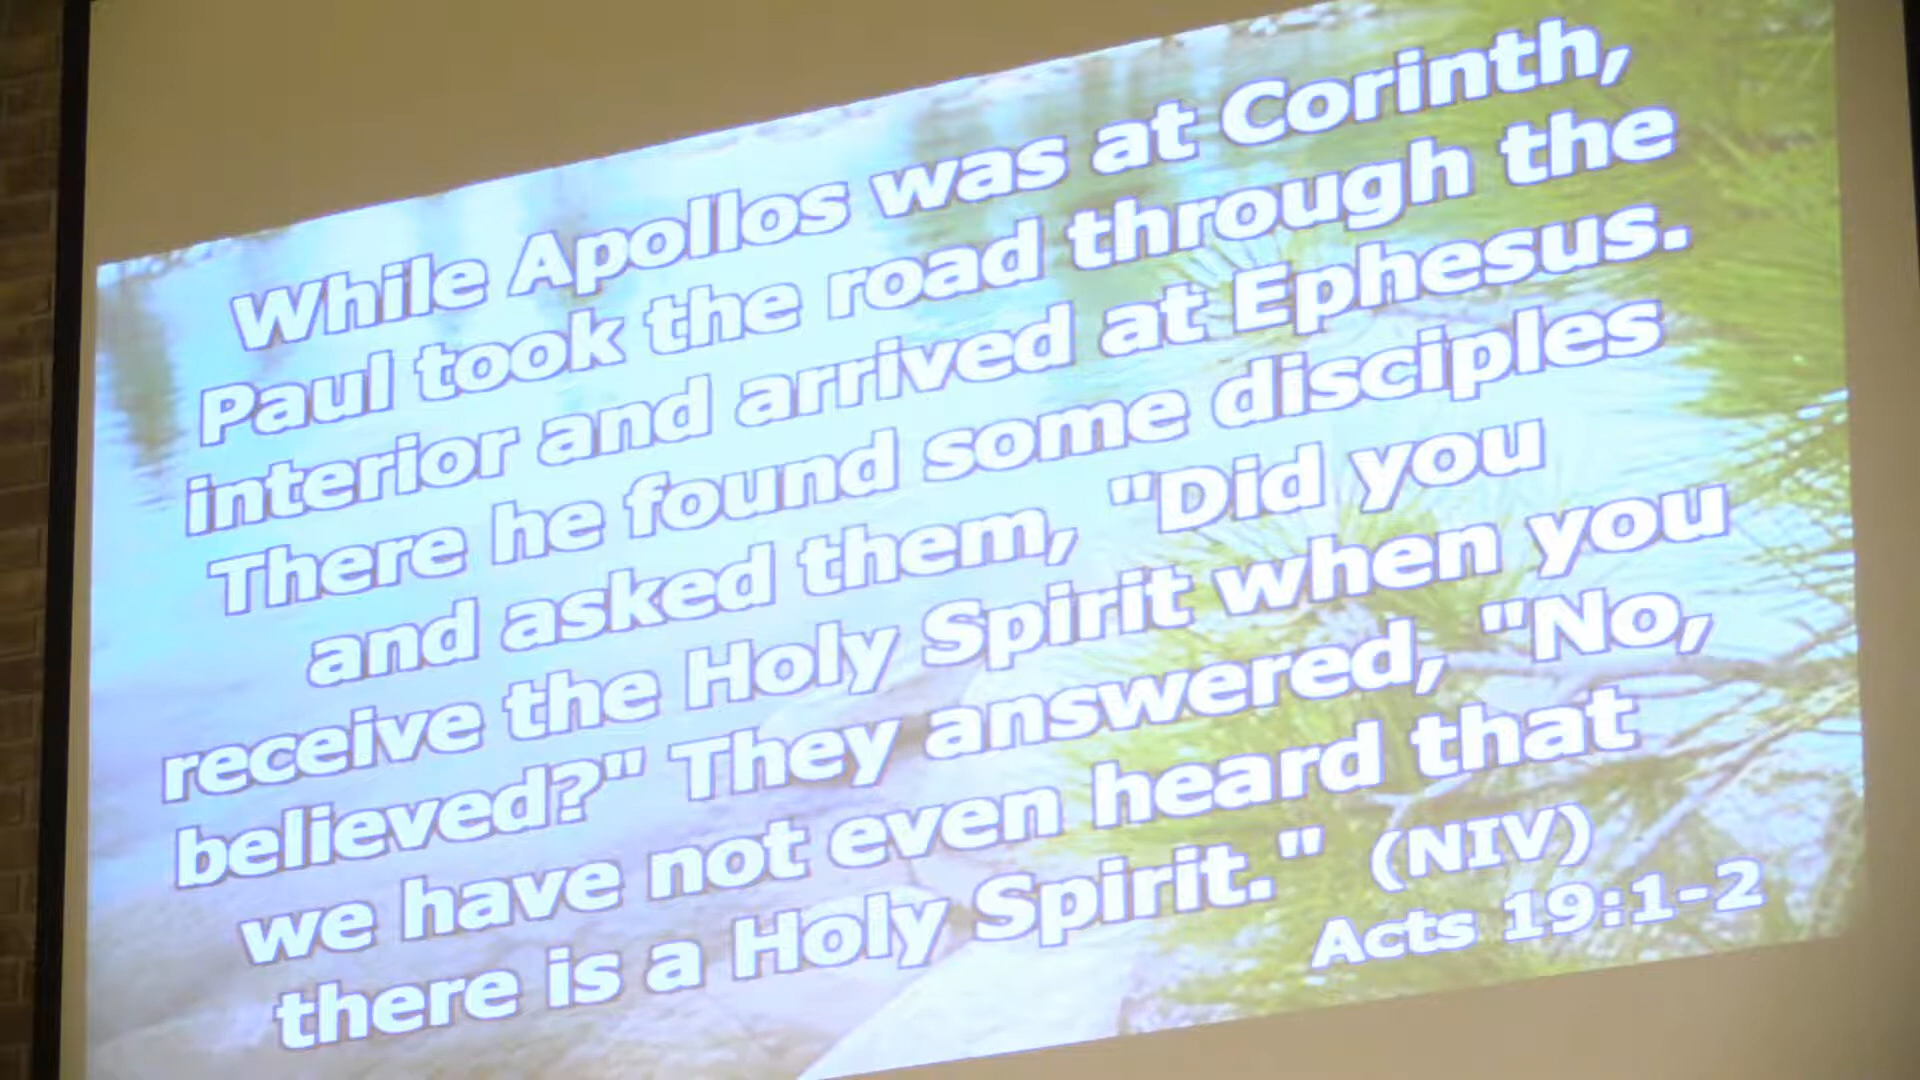 While Apollos was at Corinth,
Paul took the road through the
interior and arrived at Ephesus.
There he found some disciples
and asked them, "Did you
receive the Holy Spirit when you
believed?" They answered, "No,
we have not even heard that
there is a Holy Spirit." (NIV)
Acts 19:1-2